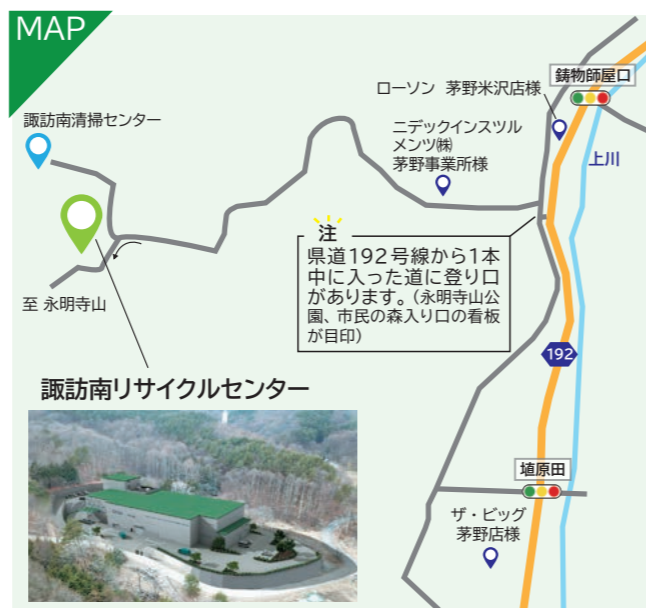 MAP
鋳物師屋口
ローソン 茅野米沢店様
諏訪南清掃センター
ニデックインスツル
メンツ㈱
茅野事業所様
上川
注
県道192号線から1本
中に入った道に登り口
があります。（永明寺山公
園、市民の森入り口の看板
が目印）
至 永明寺山
192
諏訪南リサイクルセンター
埴原田
ザ・ビッグ
茅野店様